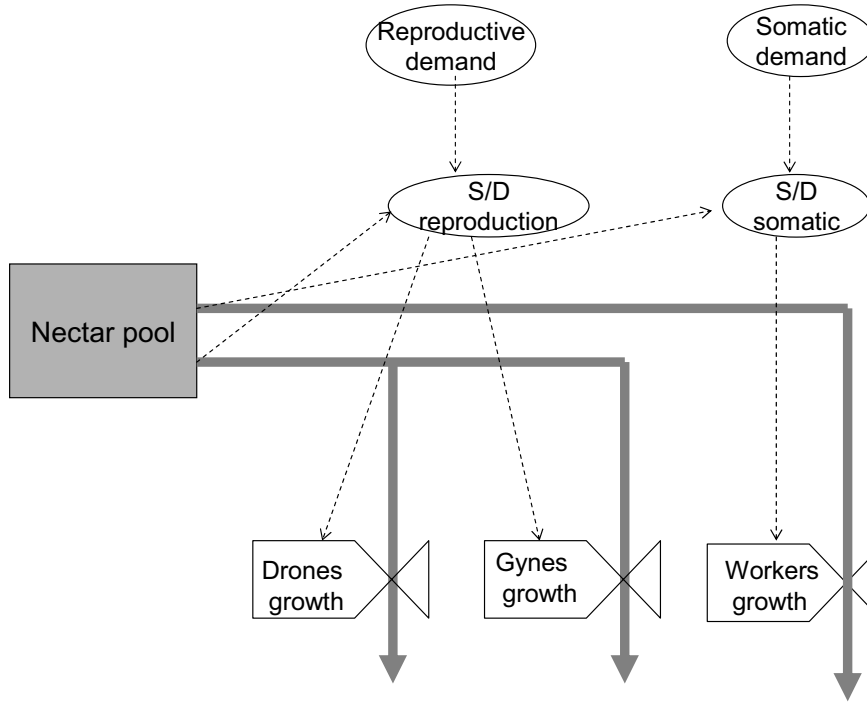 Reproductive
demand
Somatic
demand
S/D
reproduction
S/D
somatic
Nectar pool
Drones
growth
Gynes
growth
Workers
growth